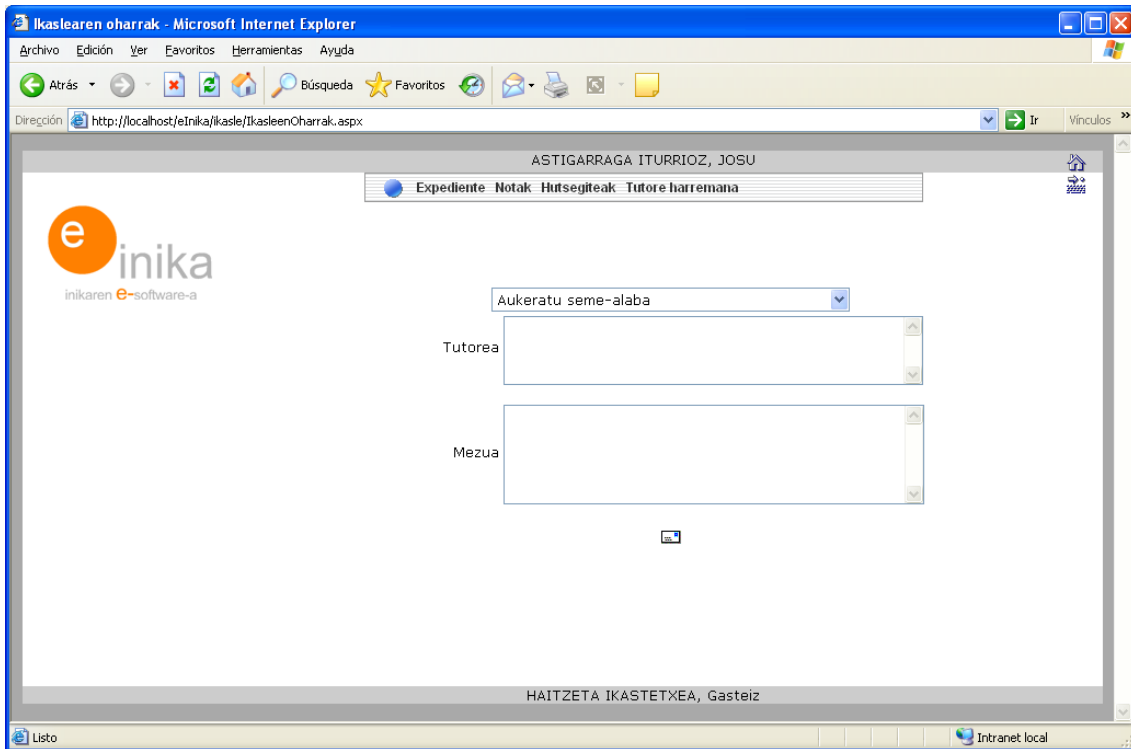 Ikaslearen oharrak - Microsoft Internet Explorer
Archivo Edición Ver Favoritos Herramientas Ayuda
Atrás Búsqueda Favoritos
Dirección http://localhost/eInika/ikasle/IkasleenOharrak.aspx Ir Vínculos »
ASTIGARRAGA ITURRIOZ, JOSU
Expediente Notak Hutsegiteak Tutore harremana
e inika
inikaren e-software-a
Aukeratu seme-alaba
Tutorea
Mezua
HAITZETA IKASTETXEA, Gasteiz
Listo Intranet local